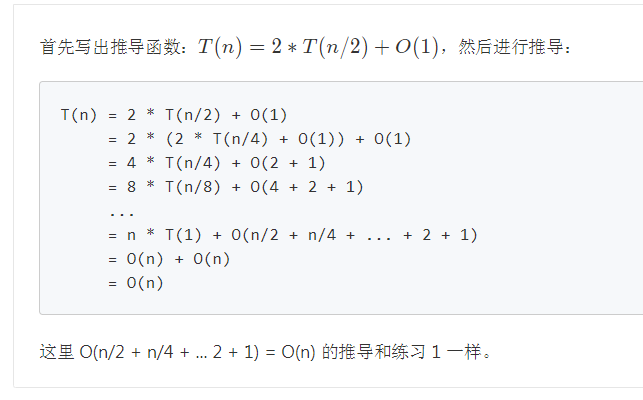 首先写出推导函数：T(n) = 2 * T(n/2) + O(1)，然后进行推导：
T(n) = 2 * T(n/2) + O(1)
= 2 * (2 * T(n/4) + O(1)) + O(1)
= 4 * T(n/4) + O(2 + 1)
= 8 * T(n/8) + O(4 + 2 + 1)
...
= n * T(1) + O(n/2 + n/4 + ... + 2 + 1)
= O(n) + O(n)
= O(n)
这里 O(n/2 + n/4 + ... 2 + 1) = O(n) 的推导和练习 1 一样。